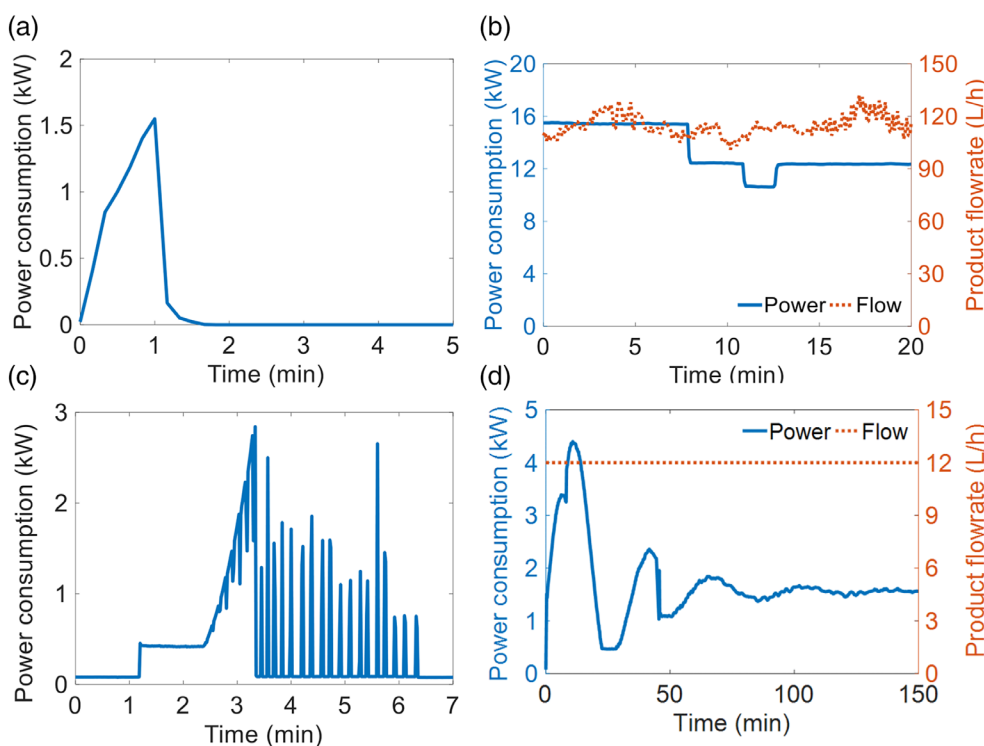 (a)
Power consumption (kW)
2
1.5
1
0.5
0
0 1 2 3 4 5
Time (min)
(b)
Power consumption (kW)
20
16
12
8
4
0
Product flowrate (L/h)
150
120
90
60
30
0
Power Flow
0 5 10 15 20
Time (min)
(c)
Power consumption (kW)
3
2
1
0
0 1 2 3 4 5 6 7
Time (min)
(d)
Power consumption (kW)
5
4
3
2
1
0
Product flowrate (L/h)
15
12
9
6
3
0
Power Flow
0 50 100 150
Time (min)